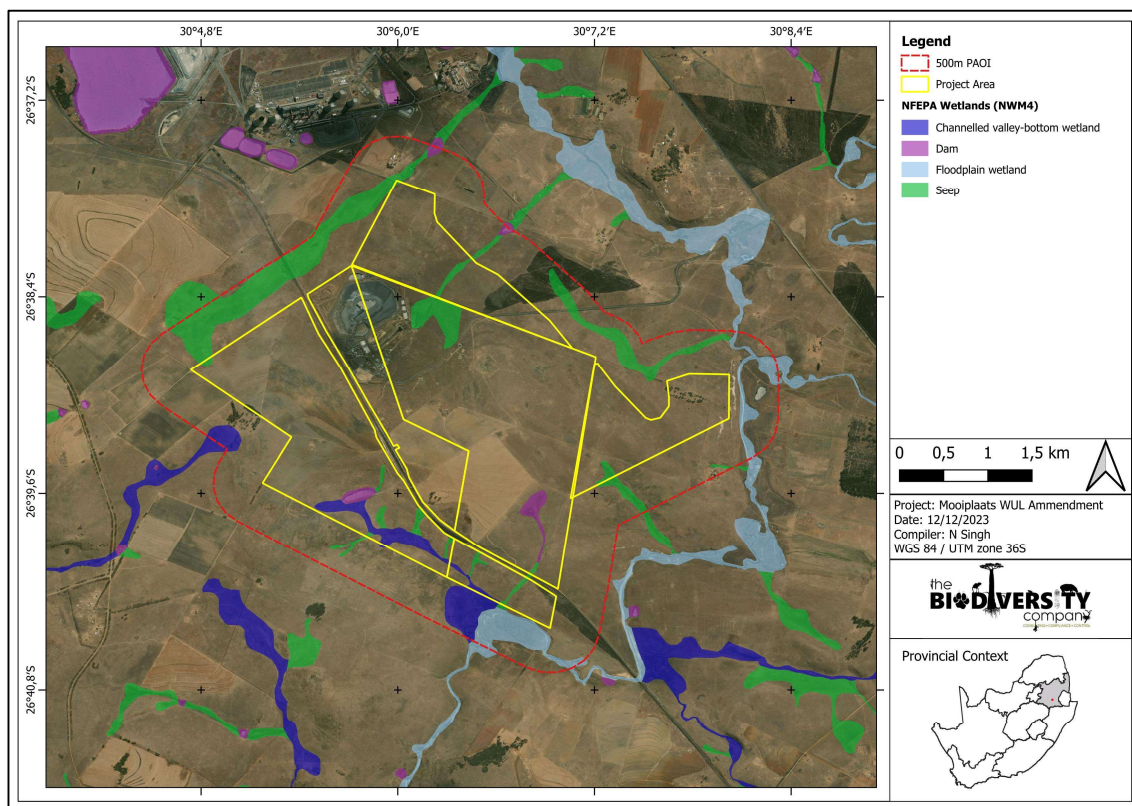 30°4,8'E
30°6,0'E
30°7,2'E
30°8,4'E
26°37,2'S
26°38,4'S
26°39,6'S
26°40,8'S
Legend
500m PAOI
Project Area
NFEPA Wetlands (NWM4)
Channelled valley-bottom wetland
Dam
Floodplain wetland
Seep
0 0,5 1 1,5 km
Project: Mooiplaats WUL Ammendment
Date: 12/12/2023
Compiler: N Singh
WGS 84 / UTM zone 36S
the
BIODIVERSITY
company
Provincial Context